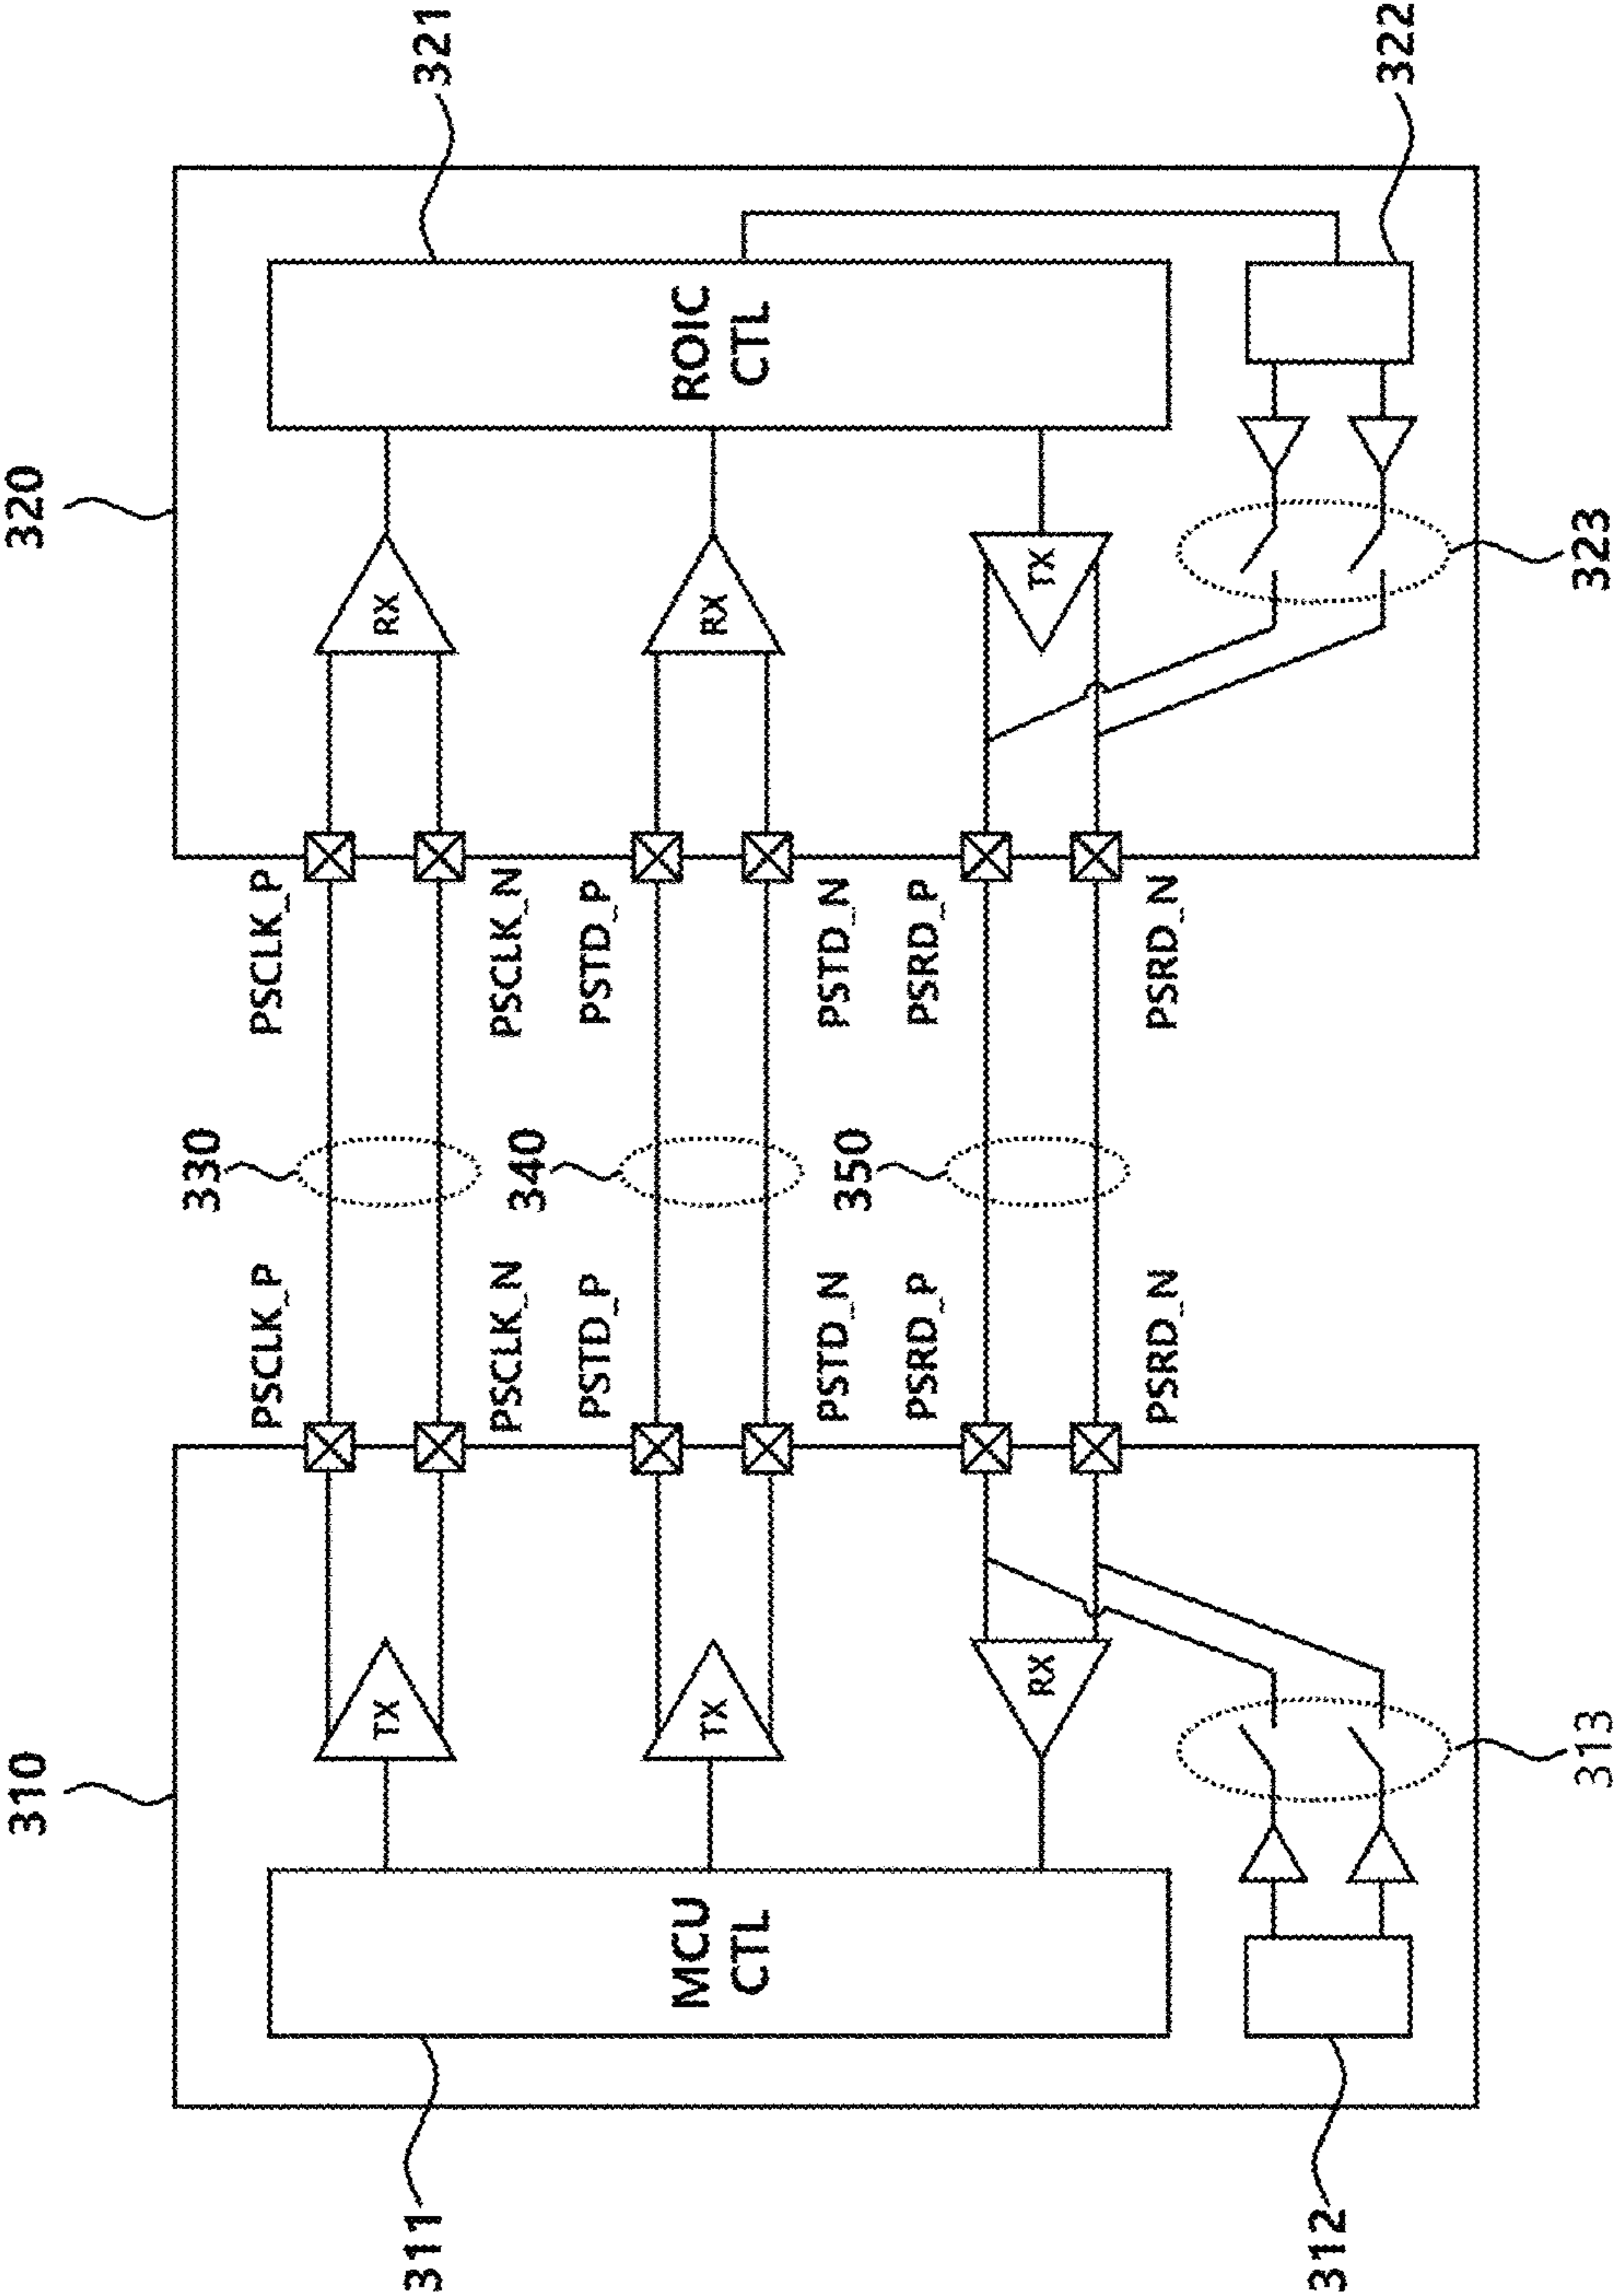 310
320
311
MCU
CTL
TX
TX
RX
312
313
PSCLK_P
PSCLK_N
PSTD_P
PSTD_N
PSRD_P
PSRD_N
330
340
350
PSCLK_P
PSCLK_N
PSTD_P
PSTD_N
PSRD_P
PSRD_N
RX
RX
TX
ROIC
CTL
321
322
323